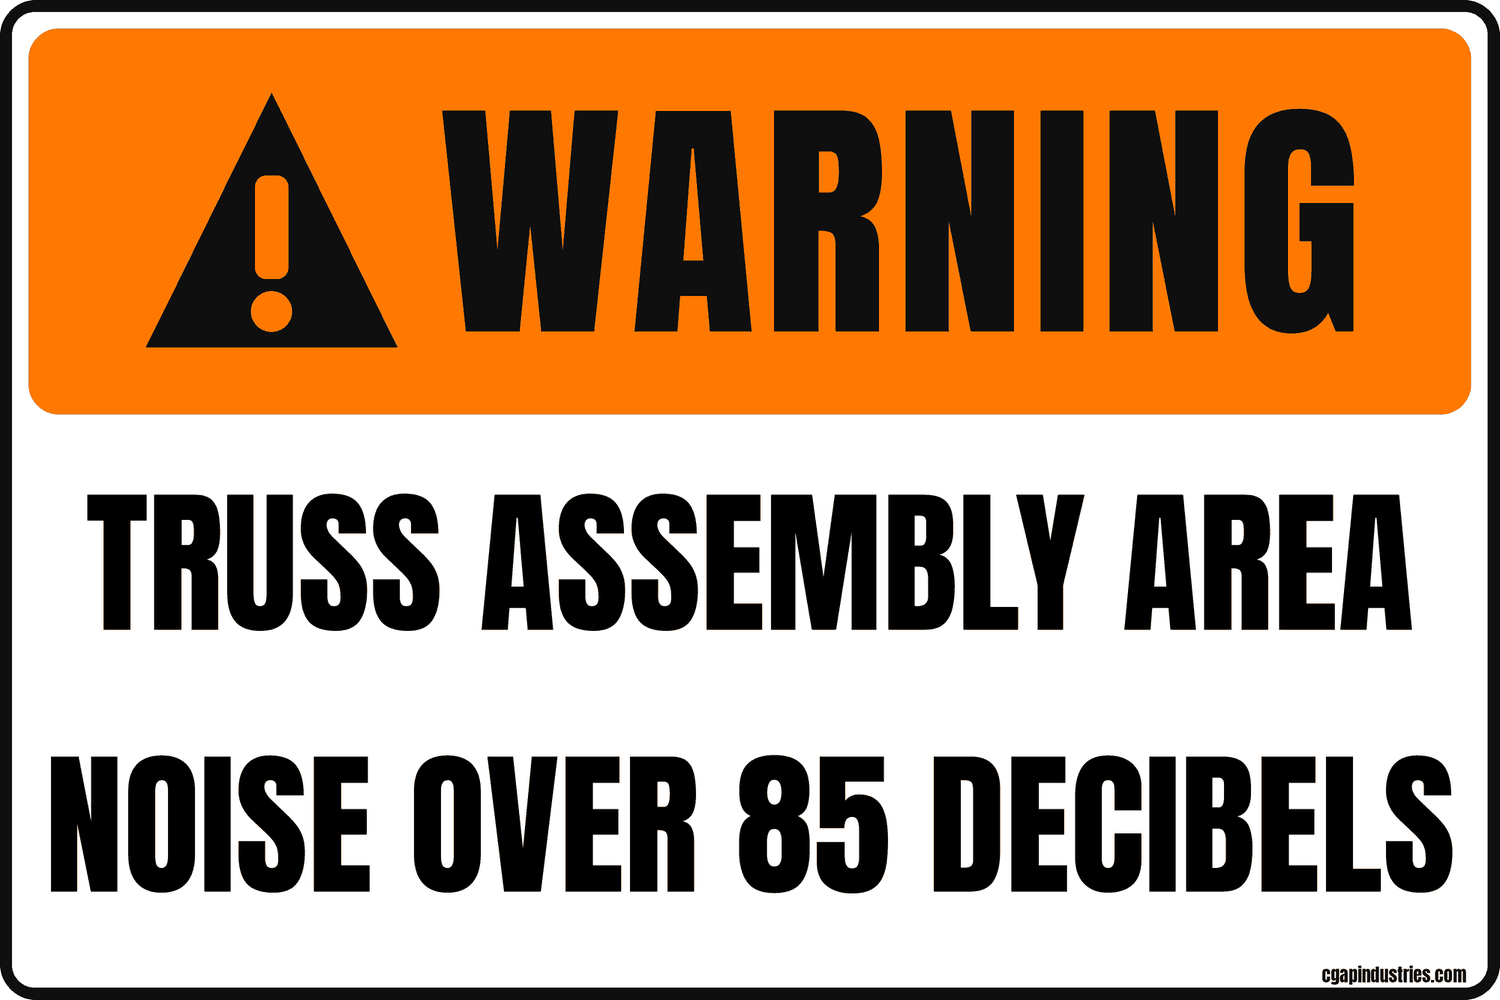 WARNING
TRUSS ASSEMBLY AREA
NOISE OVER 85 DECIBELS
cgapindustries.com